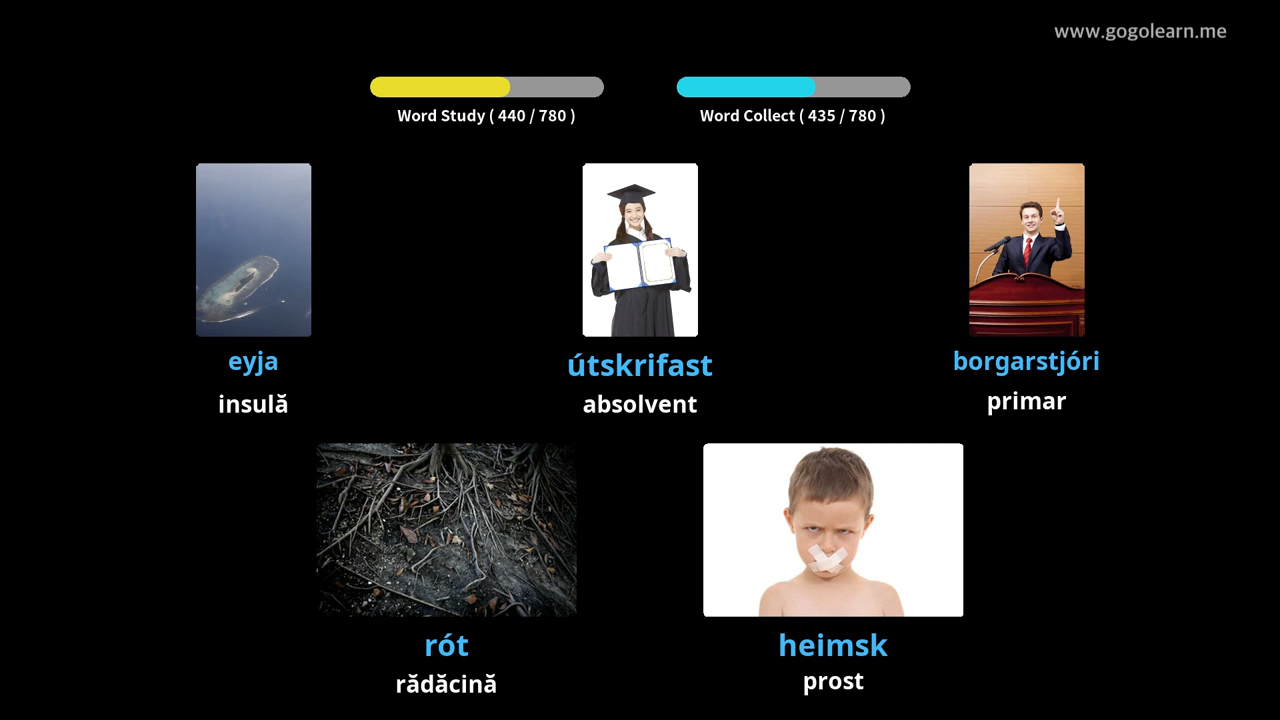 www.gogolearn.me
Word Study ( 440 / 780 )
Word Collect ( 435 / 780 )
eyja
insulă
útskrifast
absolvent
borgarstjóri
primar
rót
rădăcină
heimsk
prost